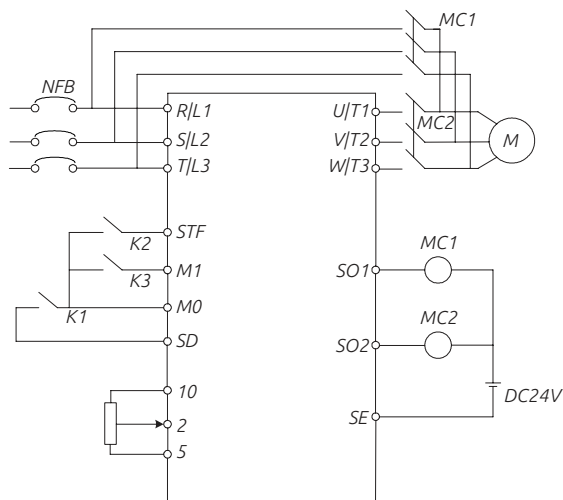 MC1
NFB
R|L1
U|T1
MC2
S|L2
V|T2
M
T|L3
W|T3
STF
K2
MC1
M1
SO1
K3
M0
K1
MC2
SD
SO2
10
DC24V
2
SE
5